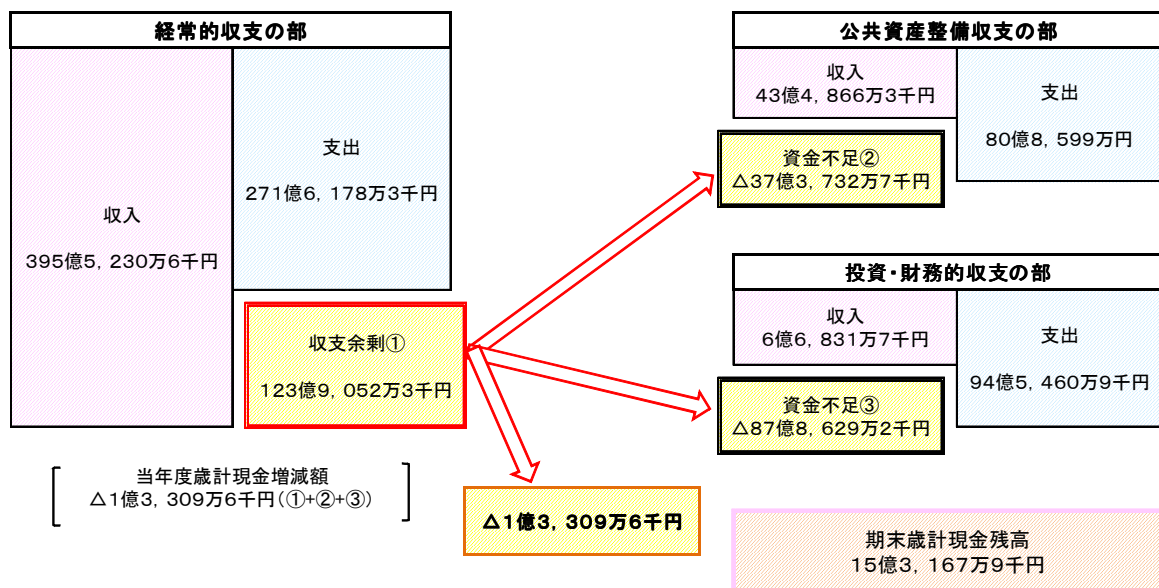 経常的収支の部
収入
395億5,230万6千円
支出
271億6,178万3千円
収支余剰①
123億9,052万3千円
当年度歳計現金増減額
△1億3,309万6千円(①+②+③)
△1億3,309万6千円
公共資産整備収支の部
収入
43億4,866万3千円
支出
80億8,599万円
資金不足②
△37億3,732万7千円
投資・財務的収支の部
収入
6億6,831万7千円
支出
94億5,460万9千円
資金不足③
△87億8,629万2千円
期末歳計現金残高
15億3,167万9千円